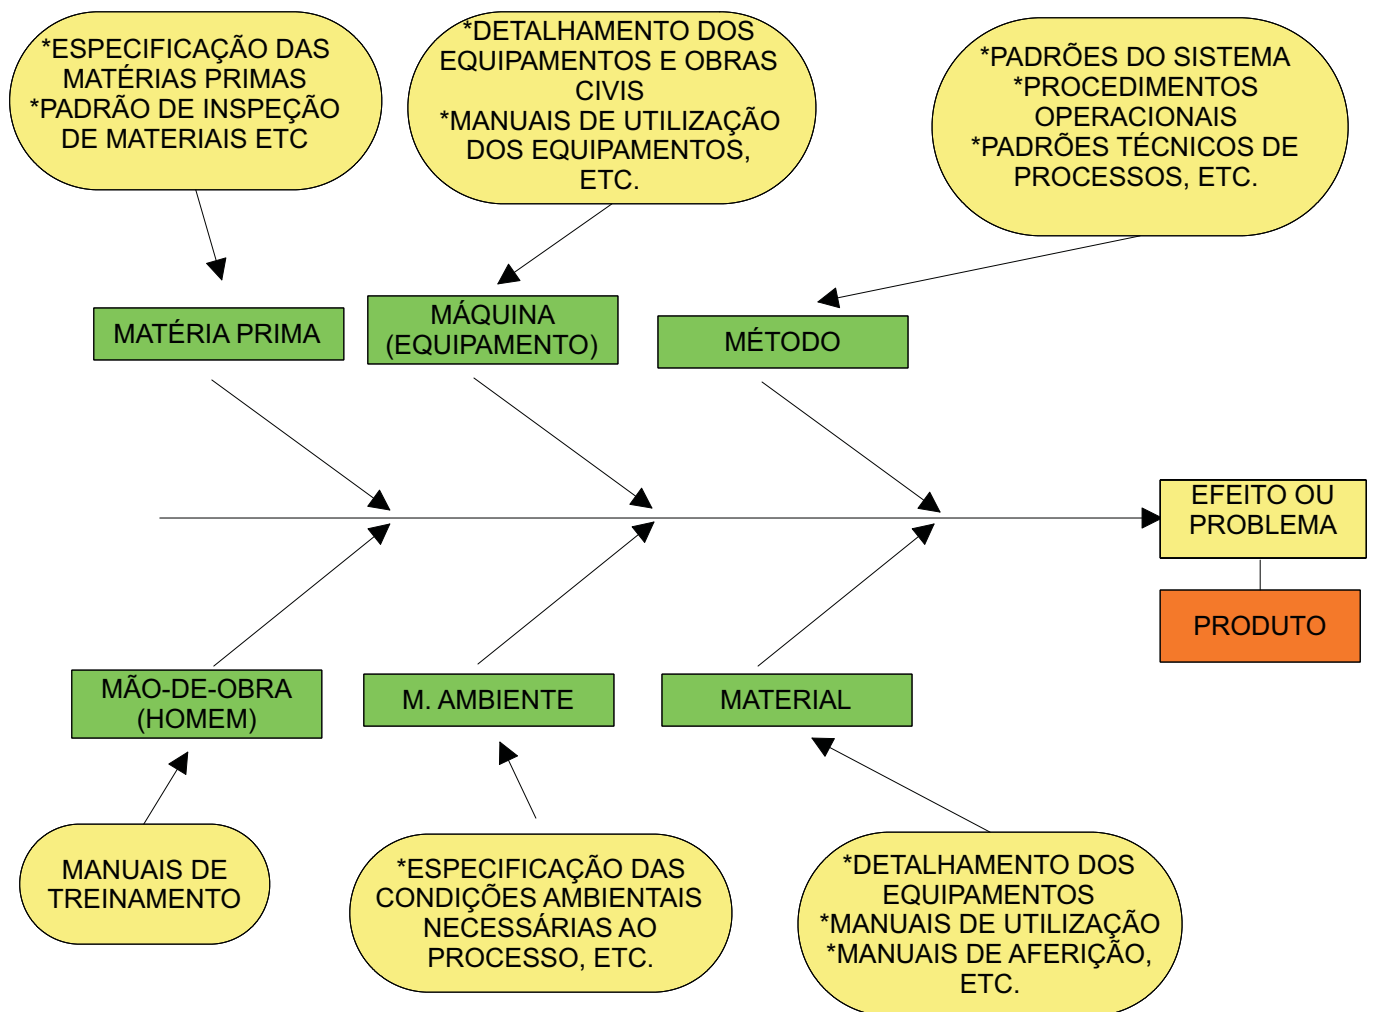 *ESPECIFICAÇÃO DAS
MATÉRIAS PRIMAS
*PADRÃO DE INSPEÇÃO
DE MATERIAIS ETC
*DETALHAMENTO DOS
EQUIPAMENTOS E OBRAS
CIVIS
*MANUAIS DE UTILIZAÇÃO
DOS EQUIPAMENTOS,
ETC.
*PADRÕES DO SISTEMA
*PROCEDIMENTOS
OPERACIONAIS
*PADRÕES TÉCNICOS DE
PROCESSOS, ETC.
MATÉRIA PRIMA
MÁQUINA
(EQUIPAMENTO)
MÉTODO
EFEITO OU
PROBLEMA
PRODUTO
MÃO-DE-OBRA
(HOMEM)
M. AMBIENTE
MATERIAL
MANUAIS DE
TREINAMENTO
*ESPECIFICAÇÃO DAS
CONDIÇÕES AMBIENTAIS
NECESSÁRIAS AO
PROCESSO, ETC.
*DETALHAMENTO DOS
EQUIPAMENTOS
*MANUAIS DE UTILIZAÇÃO
*MANUAIS DE AFERIÇÃO,
ETC.